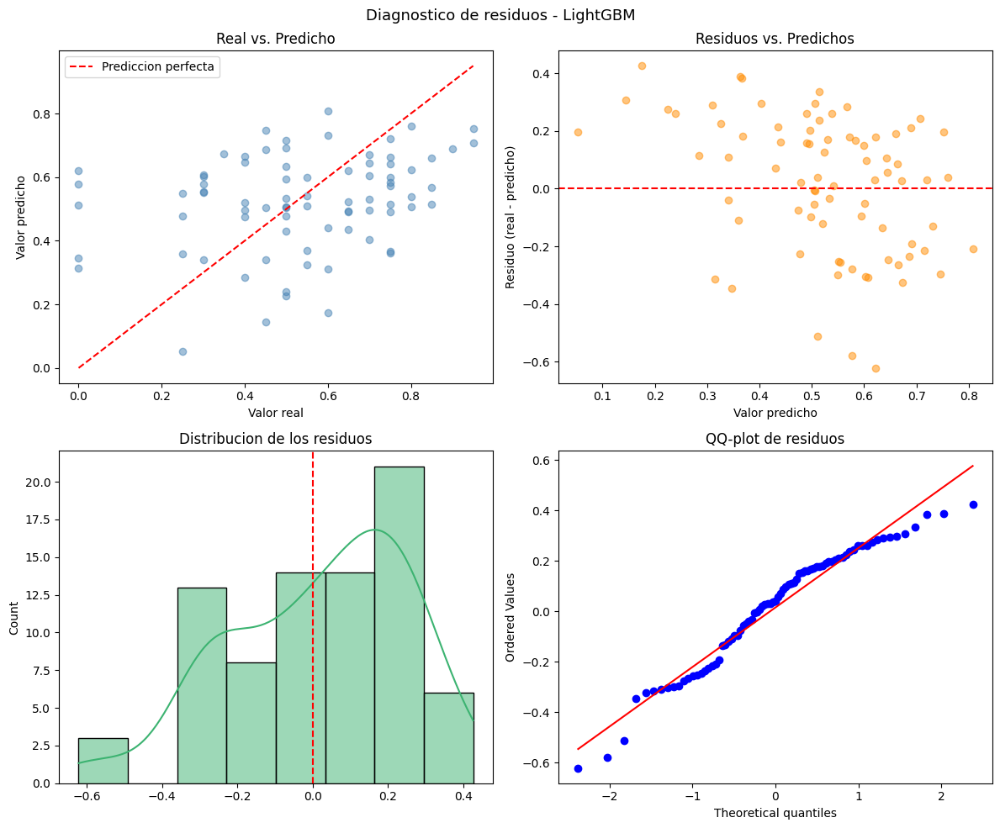 Diagnostico de residuos - LightGBM
Real vs. Predicho
Prediccion perfecta
Valor predicho
0.8
0.6
0.4
0.2
0.0
0.0 0.2 0.4 0.6 0.8
Valor real
Residuos vs. Predichos
Residuo (real - predicho)
0.4
0.2
0.0
−0.2
−0.4
−0.6
0.1 0.2 0.3 0.4 0.5 0.6 0.7 0.8
Valor predicho
Distribucion de los residuos
Count
20.0
17.5
15.0
12.5
10.0
7.5
5.0
2.5
0.0
−0.6 −0.4 −0.2 0.0 0.2 0.4
QQ-plot de residuos
Ordered Values
0.6
0.4
0.2
0.0
−0.2
−0.4
−0.6
−2 −1 0 1 2
Theoretical quantiles